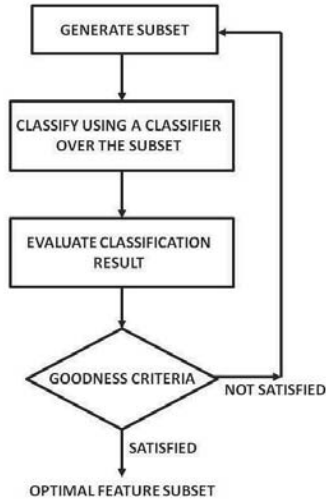 GENERATE SUBSET
CLASSIFY USING A CLASSIFIER
OVER THE SUBSET
EVALUATE CLASSIFICATION
RESULT
GOODNESS CRITERIA
NOT SATISFIED
SATISFIED
OPTIMAL FEATURE SUBSET